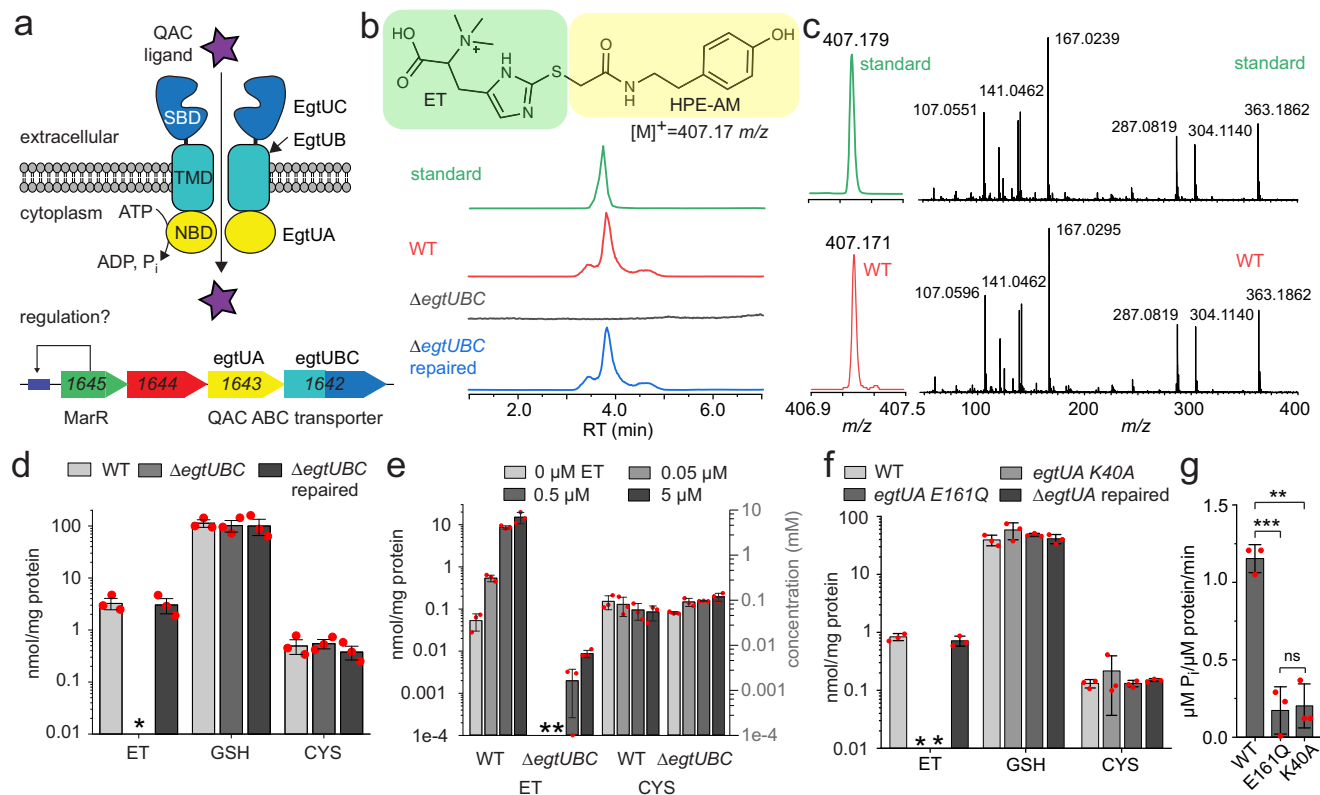 a
QAC
ligand
SBD
EgtUC
EgtUB
extracellular
TMD
cytoplasm
ATP
NBD
EgtUA
ADP, Pi
regulation?
egtUA
egtUBC
1645
1644
1643
1642
MarR
QAC ABC transporter
b
HO
O
N
+
H
N
N
S
O
N
H
OH
ET
HPE-AM
[M]+=407.17 m/z
standard
WT
ΔegtUBC
ΔegtUBC
repaired
2.0
4.0
6.0
RT (min)
c
407.179
standard
107.0551
141.0462
167.0239
standard
287.0819
304.1140
363.1862
407.171
WT
107.0596
141.0462
167.0295
WT
287.0819
304.1140
363.1862
406.9
407.5
m/z
100
200
300
400
m/z
d
WT
ΔegtUBC
ΔegtUBC
repaired
nmol/mg protein
100
10
1
0.1
0.01
*
ET
GSH
CYS
e
0 µM ET
0.05 µM
0.5 µM
5 µM
nmol/mg protein
10
1
0.1
0.01
0.001
1e-4
**
10
1
0.1
0.01
0.001
1e-4
concentration (mM)
WT
ΔegtUBC
WT
ΔegtUBC
ET
CYS
f
WT
egtUA K40A
egtUA E161Q
ΔegtUA repaired
nmol/mg protein
100
10
1
0.1
0.01
* *
ET
GSH
CYS
g
µM Pi/µM protein/min
1.5
1.0
0.5
0.0
**
***
ns
WT
E161Q
K40A